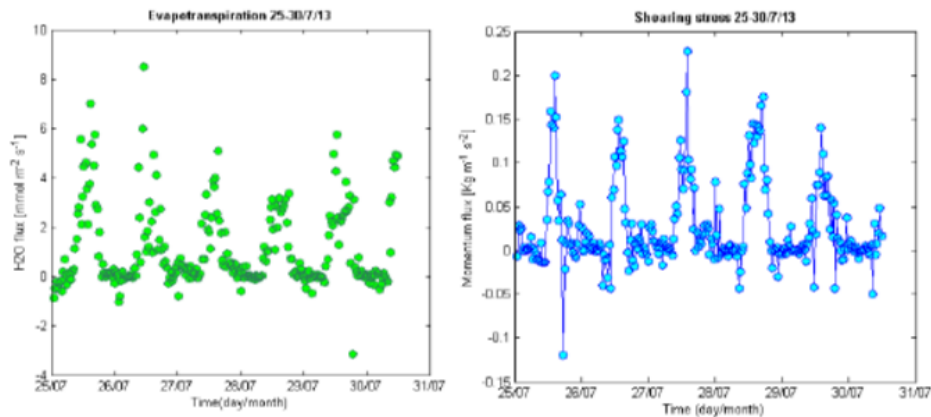 Evapotranspiration 25-30/7/13
10
8
6
4
2
0
-2
-4
H2O flux [mmol m-2 s-1]
25/07 26/07 27/07 28/07 29/07 30/07 31/07
Time(day/month)
Shearing stress 25-30/7/13
0.25
0.2
0.15
0.1
0.05
0
-0.05
-0.1
-0.15
Momentum flux [Kg m-1 s-2]
25/07 26/07 27/07 28/07 29/07 30/07 31/07
Time (day/month)